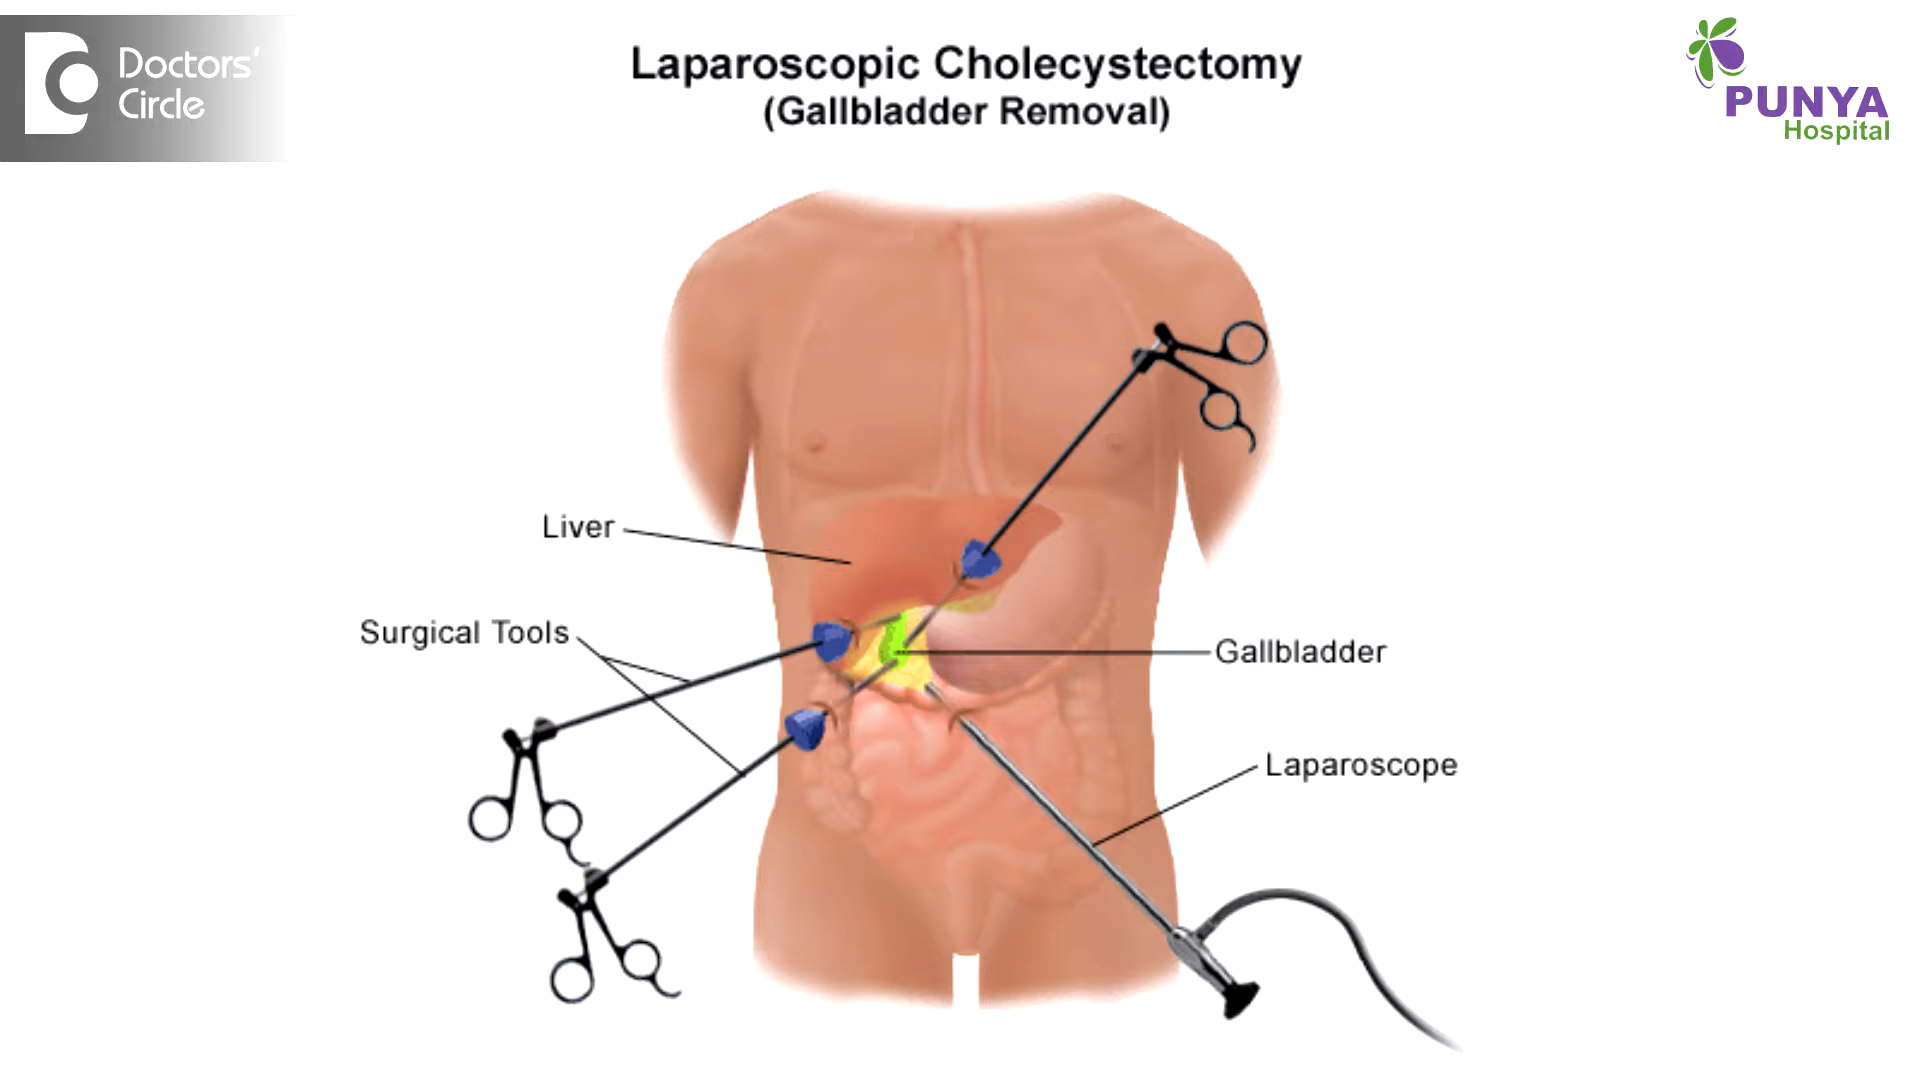 Doctors'
Circle
Laparoscopic Cholecystectomy
(Gallbladder Removal)
PUNYA
Hospital
Liver
Surgical Tools
Gallbladder
Laparoscope